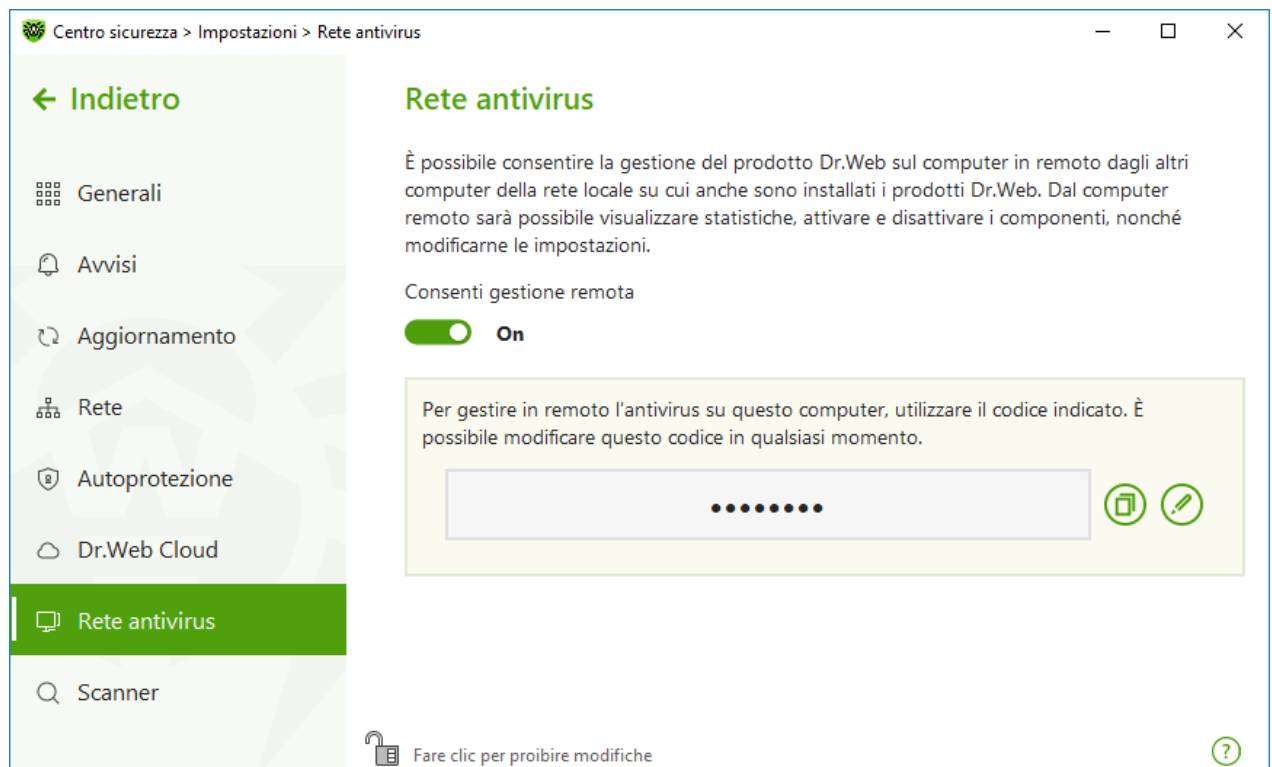 Centro sicurezza > Impostazioni > Rete antivirus
Indietro
Generali
Avvisi
Aggiornamento
Rete
Autoprotezione
Dr.Web Cloud
Rete antivirus
Scanner
Rete antivirus
È possibile consentire la gestione del prodotto Dr.Web sul computer in remoto dagli altri
computer della rete locale su cui anche sono installati i prodotti Dr.Web. Dal computer
remoto sarà possibile visualizzare statistiche, attivare e disattivare i componenti, nonché
modificarne le impostazioni.
Consenti gestione remota
On
Per gestire in remoto l'antivirus su questo computer, utilizzare il codice indicato. È
possibile modificare questo codice in qualsiasi momento.
••••••••
Fare clic per proibire modifiche
?